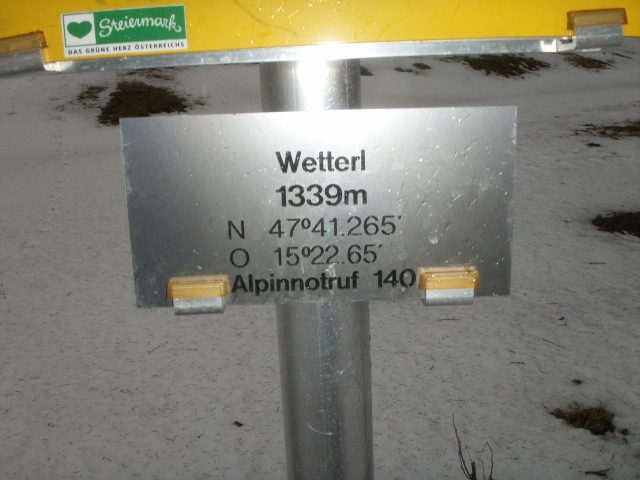 Steiermark
DAS GRÜNE HERZ ÖSTERREICHS
Wetterl
1339m
N 47º41.265'
O 15º22.65'
Alpinnotruf 140